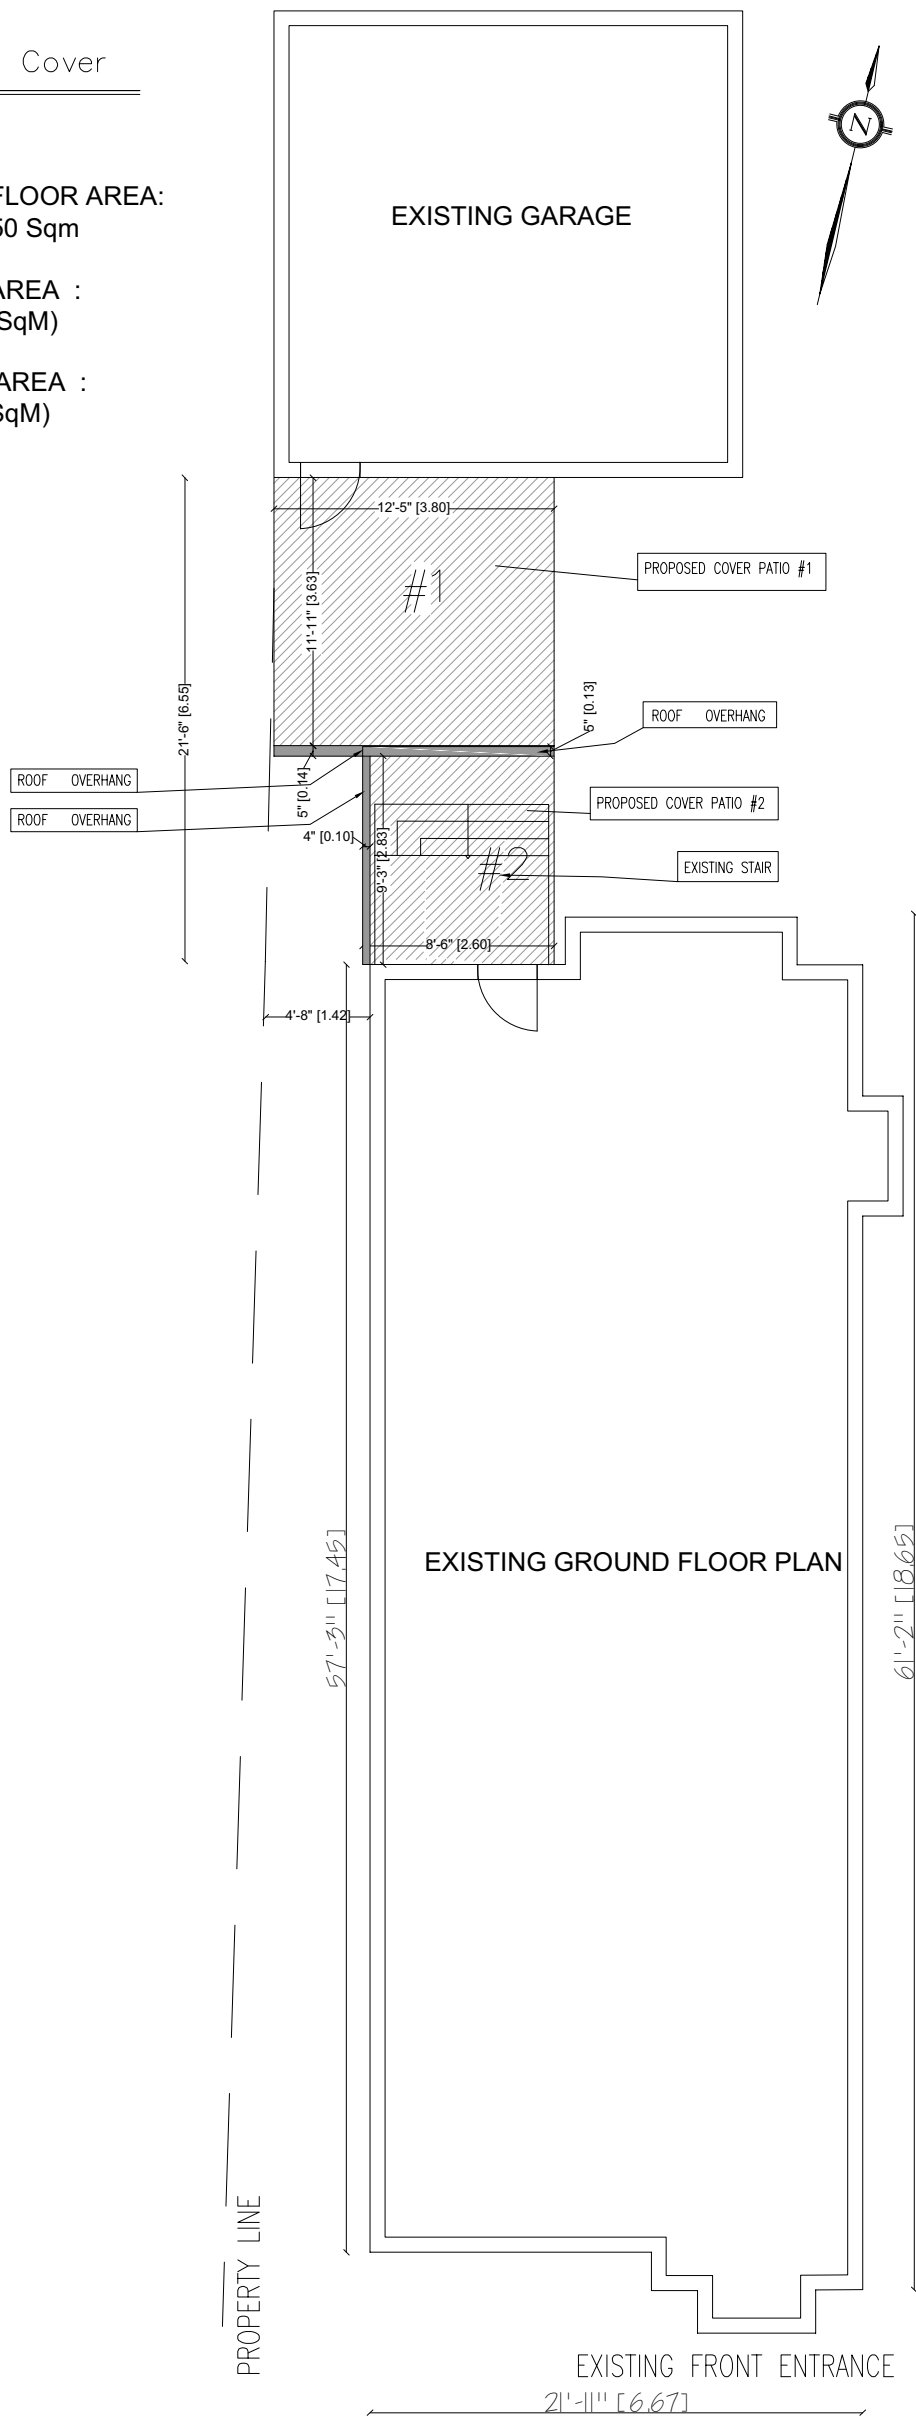 Cover
N
FLOOR AREA:
50 Sqm
EXISTING GARAGE
AREA :
SqM)
AREA :
SqM)
12'-5" [3.80]
PROPOSED COVER PATIO #1
#1
11'-11" [3.63]
21'-6" [6.55]
5" [0.13]
ROOF OVERHANG
ROOF OVERHANG
ROOF OVERHANG
5" [0.14]
PROPOSED COVER PATIO #2
4" [0.10]
9'-3" [2.83]
#2
EXISTING STAIR
8'-6" [2.60]
4'-8" [1.42]
EXISTING GROUND FLOOR PLAN
57'-3" [17.45]
61'-2" [18.65]
PROPERTY LINE
EXISTING FRONT ENTRANCE
21'-11" [6.67]